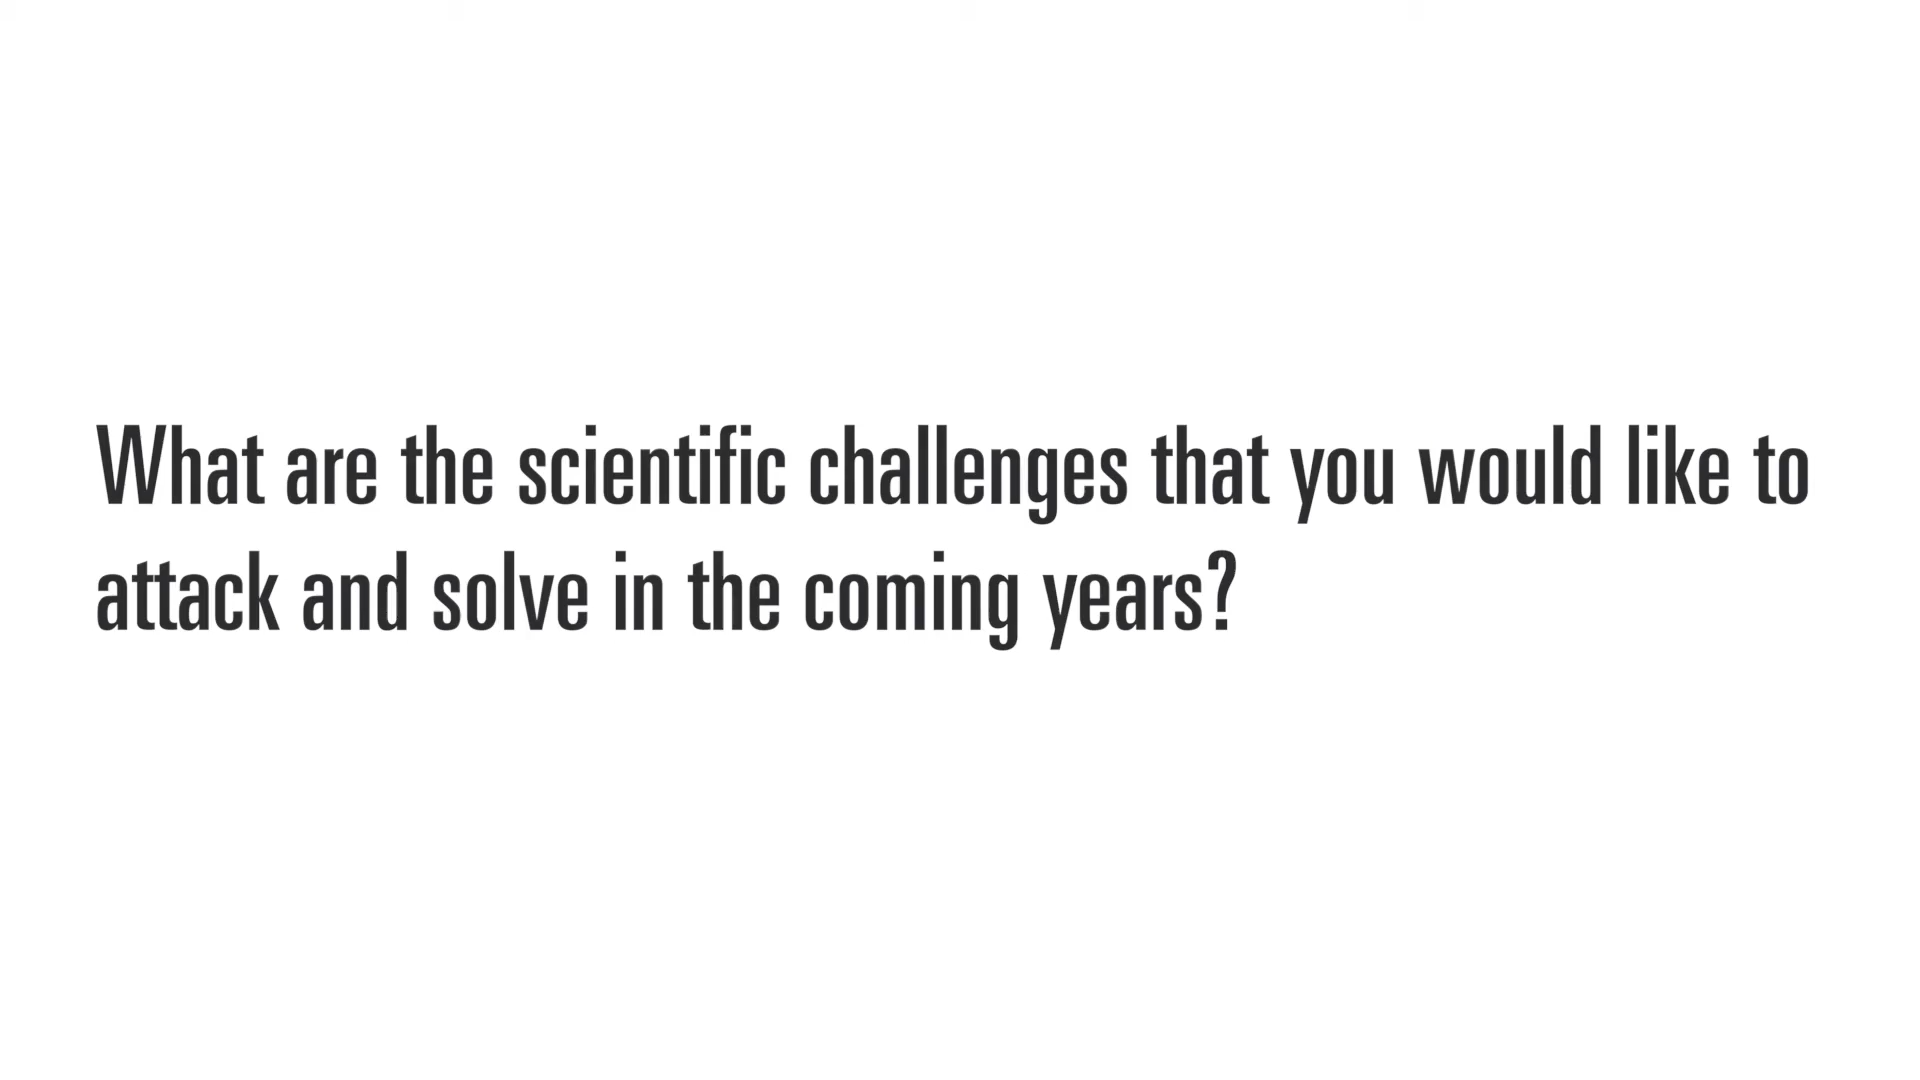 What are the scientific challenges that you would like to
attack and solve in the coming years?